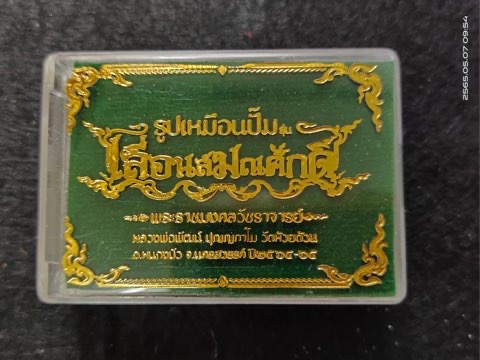 รูปเหมือนปั๊ม รุ่น
เลื่อนสมณศักดิ์
พระราชมงคลวัชราจารย์
หลวงพ่อพัฒน์ ปุญฺญกาโม วัดห้วยด้วน
อ.หนองบัว จ.นครสวรรค์ ปี๒๕๖๔-๖๕
2565.05.07 09:54